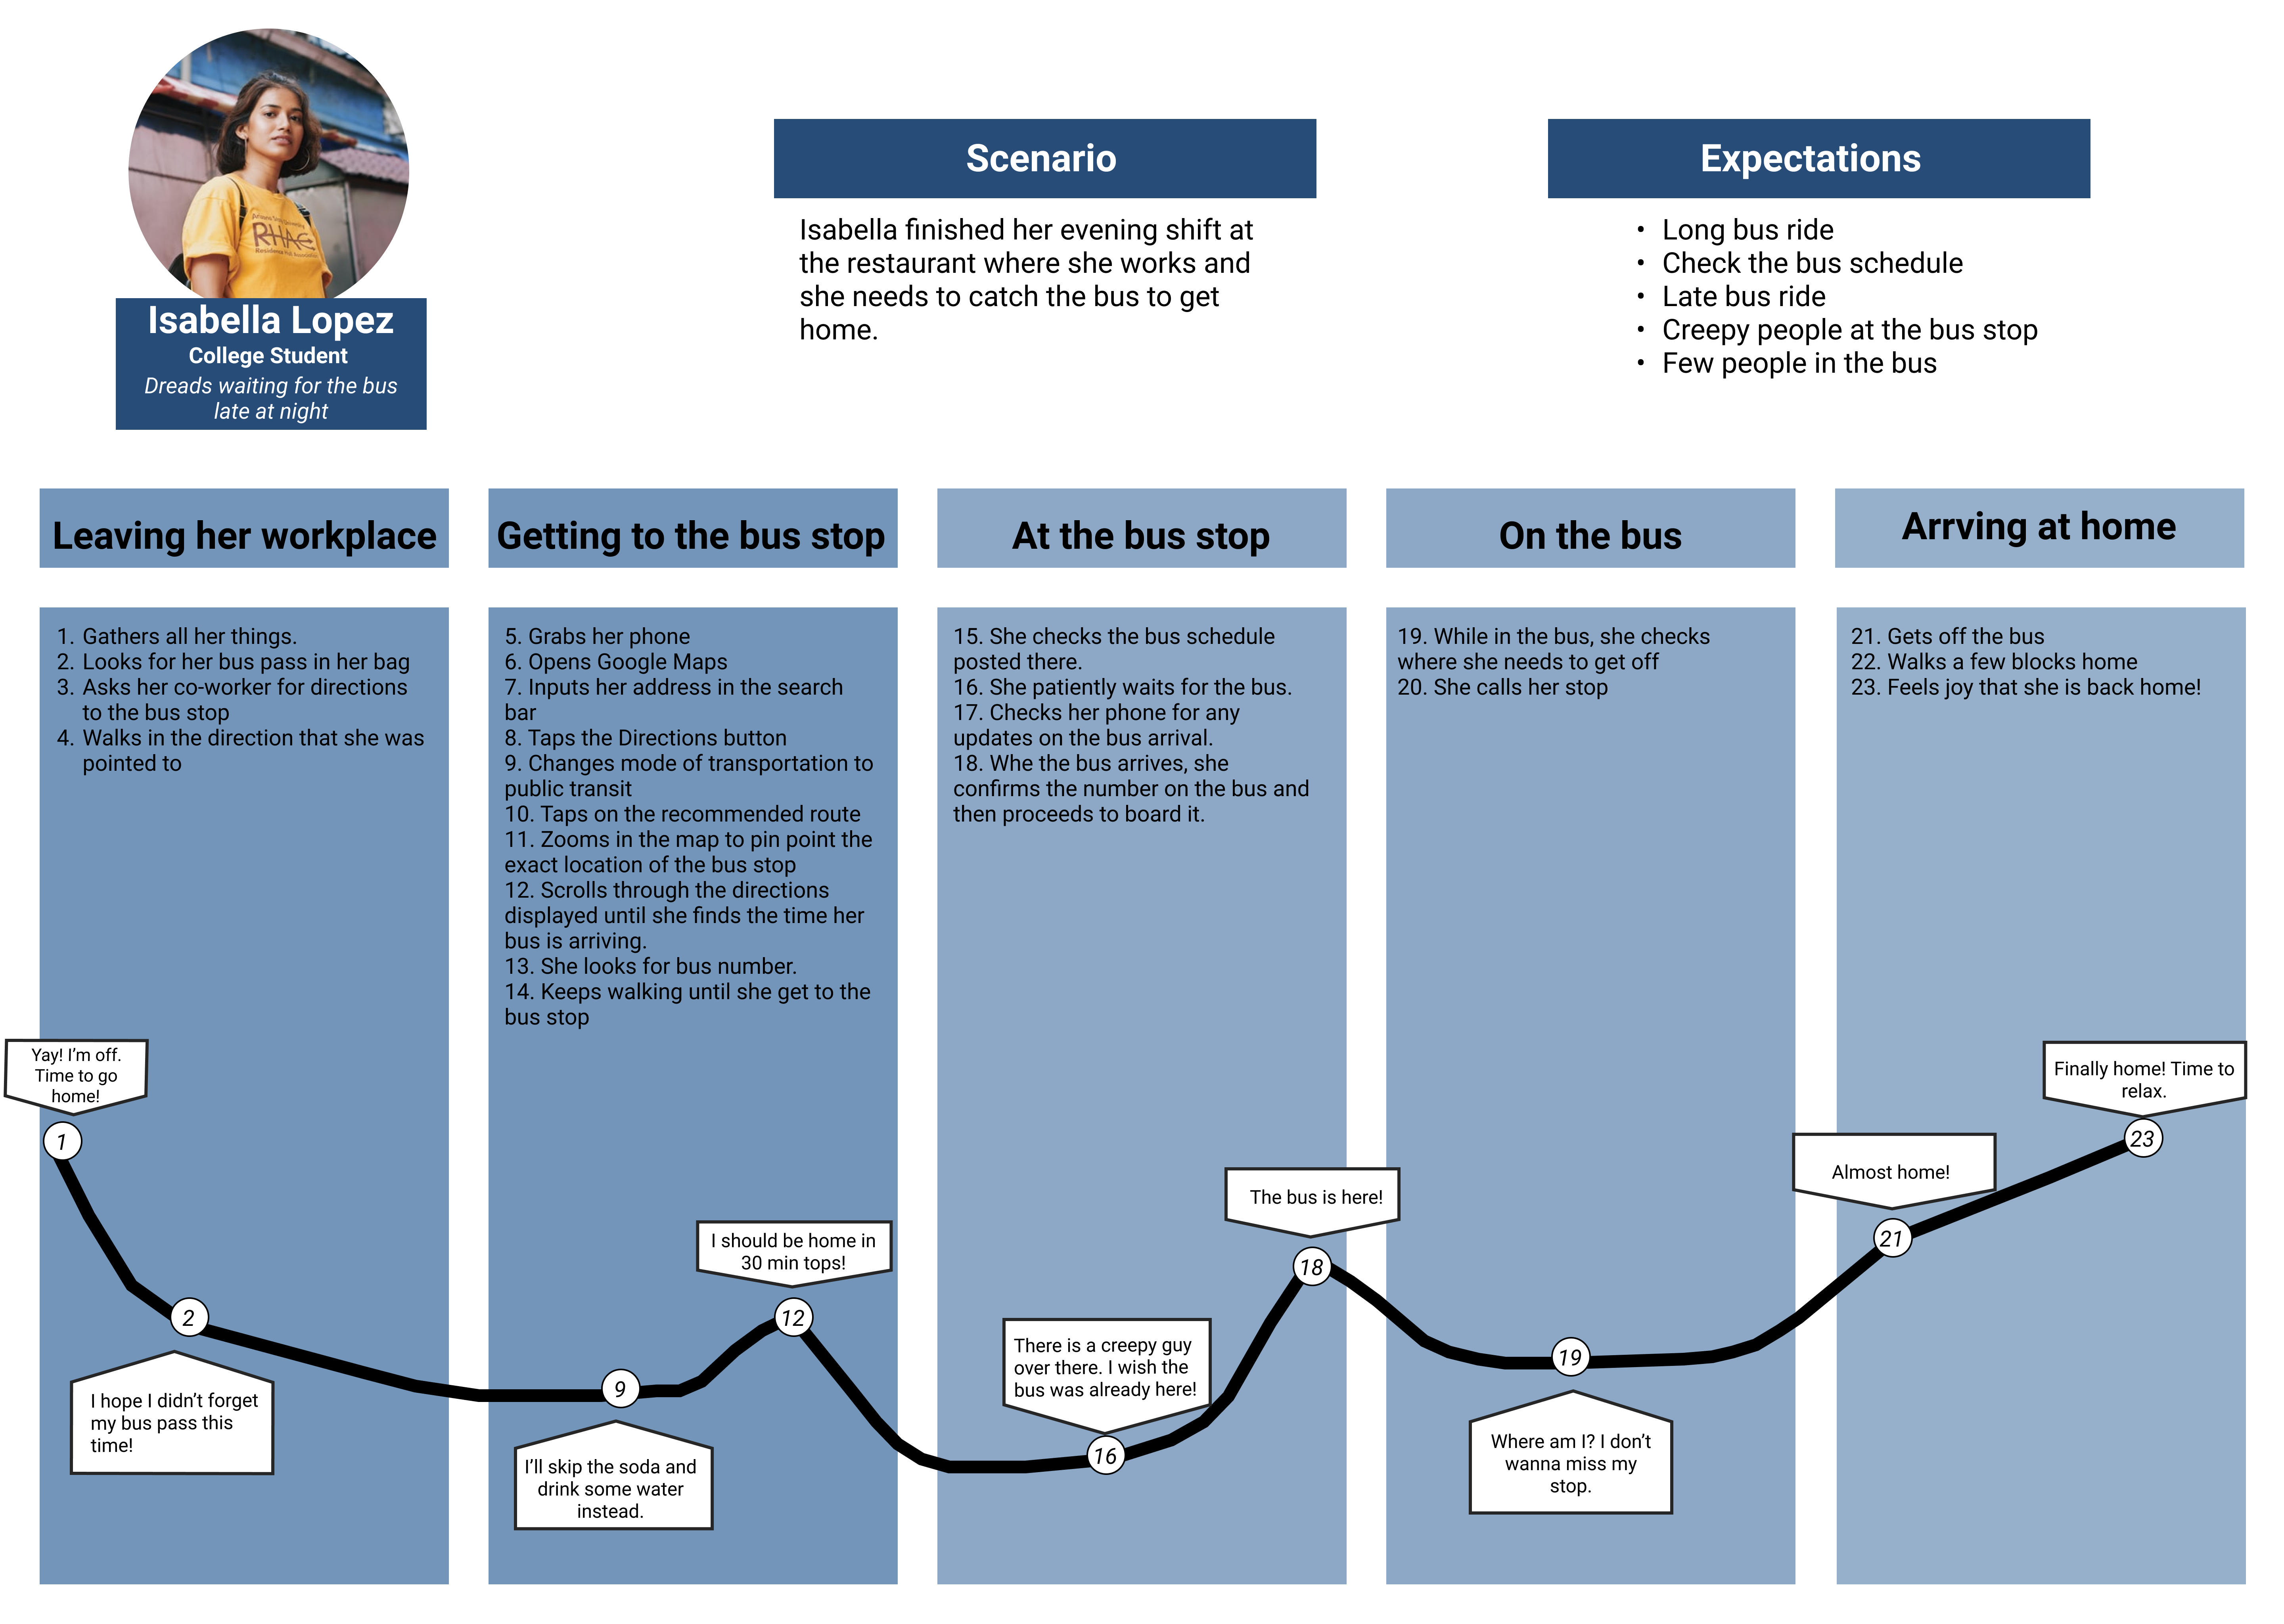 RHAC
Isabella Lopez
College Student
Dreads waiting for the bus
late at night
Scenario
Isabella finished her evening shift at
the restaurant where she works and
she needs to catch the bus to get
home.
Expectations
• Long bus ride
• Check the bus schedule
• Late bus ride
• Creepy people at the bus stop
• Few people in the bus
Leaving her workplace
1. Gathers all her things.
2. Looks for her bus pass in her bag
3. Asks her co-worker for directions
to the bus stop
4. Walks in the direction that she was
pointed to
Getting to the bus stop
5. Grabs her phone
6. Opens Google Maps
7. Inputs her address in the search
bar
8. Taps the Directions button
9. Changes mode of transportation to
public transit
10. Taps on the recommended route
11. Zooms in the map to pin point the
exact location of the bus stop
12. Scrolls through the directions
displayed until she finds the time her
bus is arriving.
13. She looks for bus number.
14. Keeps walking until she get to the
bus stop
At the bus stop
15. She checks the bus schedule
posted there.
16. She patiently waits for the bus.
17. Checks her phone for any
updates on the bus arrival.
18. Whe the bus arrives, she
confirms the number on the bus and
then proceeds to board it.
On the bus
19. While in the bus, she checks
where she needs to get off
20. She calls her stop
Arrving at home
21. Gets off the bus
22. Walks a few blocks home
23. Feels joy that she is back home!
Yay! I'm off.
Time to go
home!
1
2
I hope I didn't forget
my bus pass this
time!
9
I'll skip the soda and
drink some water
instead.
I should be home in
30 min tops!
12
There is a creepy guy
over there. I wish the
bus was already here!
16
The bus is here!
18
19
Where am I? I don't
wanna miss my
stop.
Almost home!
21
Finally home! Time to
relax.
23